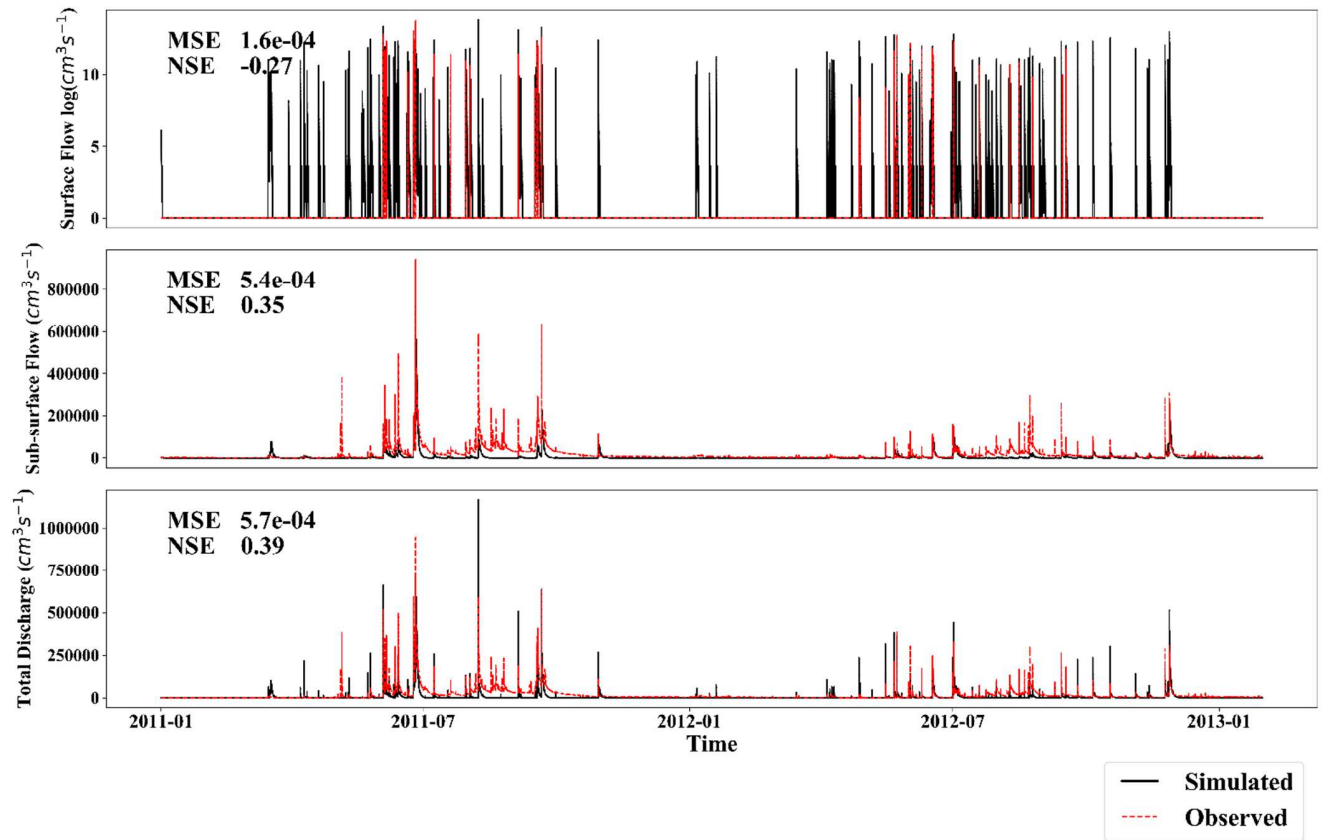 MSE 1.6e-04
NSE -0.27
Surface Flow log(cm³s⁻¹)
10
5
0
MSE 5.4e-04
NSE 0.35
Sub-surface Flow (cm³s⁻¹)
800000
600000
400000
200000
0
MSE 5.7e-04
NSE 0.39
Total Discharge (cm³s⁻¹)
1000000
750000
500000
250000
0
2011-01 2011-07 2012-01 2012-07 2013-01
Time
Simulated
Observed